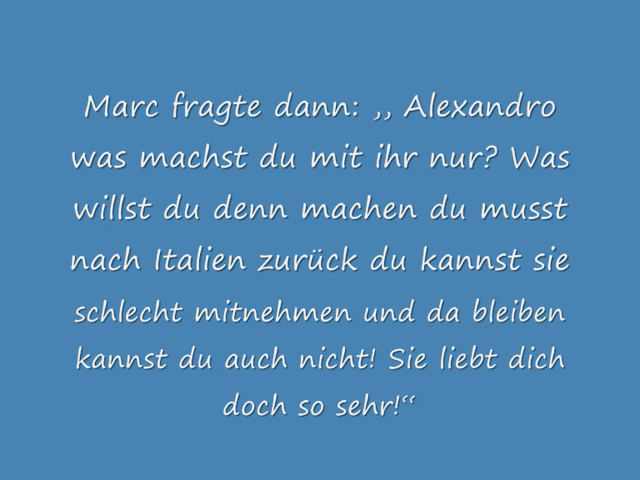 Marc fragte dann: ,, Alexandro
was machst du mit ihr nur? Was
willst du denn machen du musst
nach Italien zurück du kannst sie
schlecht mitnehmen und da bleiben
kannst du auch nicht! Sie liebt dich
doch so sehr!“